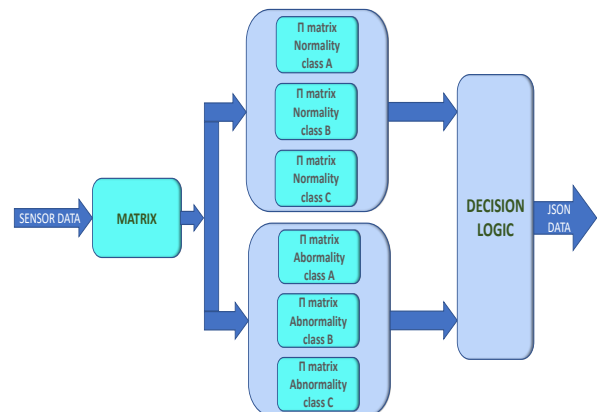 Π matrix
Normality
class A
Π matrix
Normality
class B
Π matrix
Normality
class C
SENSOR DATA
MATRIX
Π matrix
Abormality
class A
Π matrix
Abnormality
class B
Π matrix
Abnormality
class C
DECISION
LOGIC
JSON
DATA